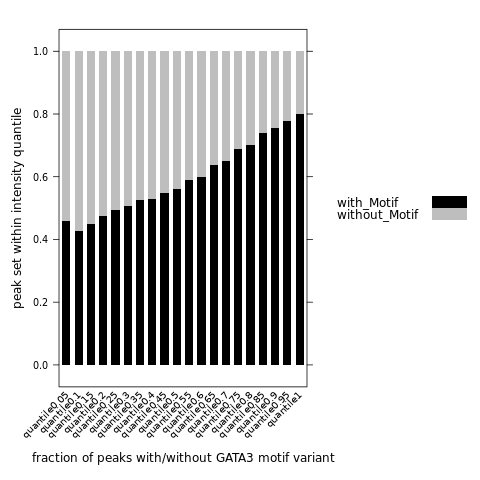 1.0
0.8
0.6
0.4
0.2
0.0
peak set within intensity quantile
with_Motif
without_Motif
quantile0.05
quantile0.1
quantile0.15
quantile0.2
quantile0.25
quantile0.3
quantile0.35
quantile0.4
quantile0.45
quantile0.5
quantile0.55
quantile0.6
quantile0.65
quantile0.7
quantile0.75
quantile0.8
quantile0.85
quantile0.9
quantile0.95
quantile1
fraction of peaks with/without GATA3 motif variant